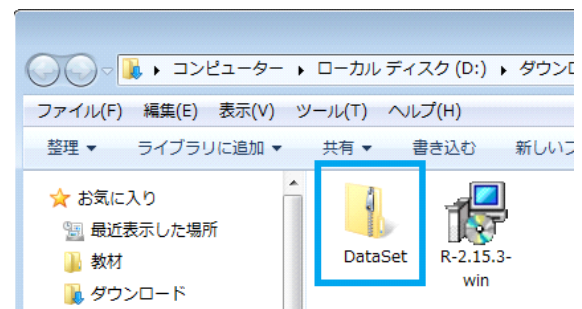 コンピューター ▸ ローカル ディスク (D:) ▸ ダウン
ファイル(F) 編集(E) 表示(V) ツール(T) ヘルプ(H)
整理 ▼ ライブラリに追加 ▼ 共有 ▼ 書き込む 新しい
お気に入り
最近表示した場所
教材
ダウンロード
DataSet
R-2.15.3-
win